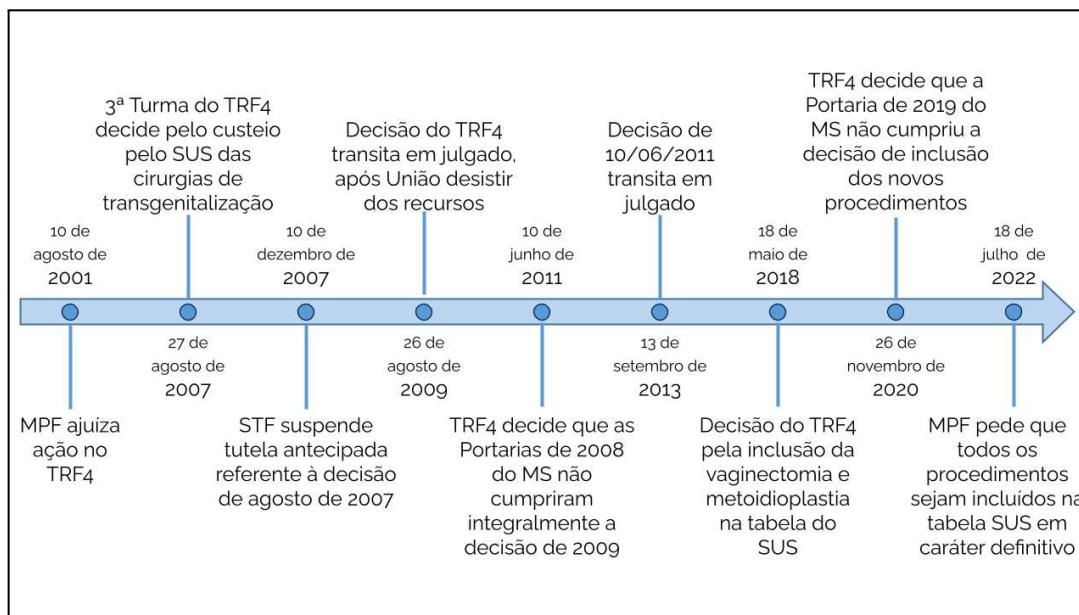 10 de
agosto de
2001
MPF ajuíza
ação no
TRF4
3ª Turma do TRF4
decide pelo custeio
pelo SUS das
cirurgias de
transgenitalização
27 de
agosto de
2007
10 de
dezembro de
2007
STF suspende
tutela antecipada
referente à decisão
de agosto de 2007
Decisão do TRF4
transita em julgado,
após União desistir
dos recursos
26 de
agosto de
2009
10 de
junho de
2011
TRF4 decide que as
Portarias de 2008
do MS não
cumpriram
integralmente a
decisão de 2009
Decisão de
10/06/2011
transita em
julgado
13 de
setembro de
2013
18 de
maio de
2018
Decisão do TRF4
pela inclusão da
vaginectomia e
metoidioplastia
na tabela do
SUS
TRF4 decide que a
Portaria de 2019 do
MS não cumpriu a
decisão de inclusão
dos novos
procedimentos
26 de
novembro de
2020
18 de
julho de
2022
MPF pede que
todos os
procedimentos
sejam incluídos na
tabela SUS em
caráter definitivo